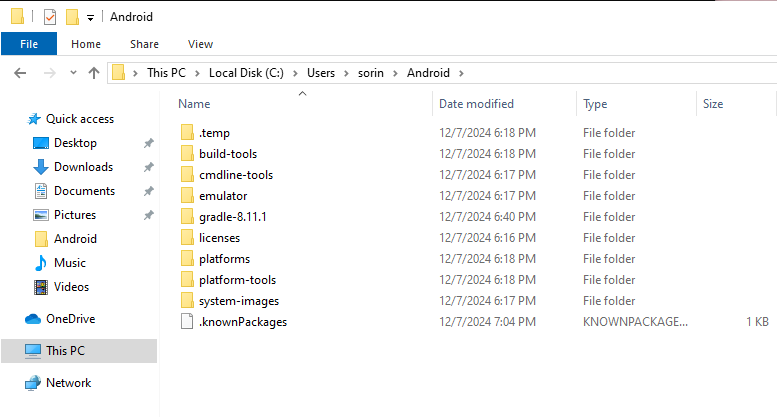 Android
File Home Share View
This PC Local Disk (C:) Users sorin Android
Name Date modified Type Size
Quick access
Desktop
Downloads
Documents
Pictures
Android
Music
Videos
OneDrive
This PC
Network
.temp 12/7/2024 6:18 PM File folder
build-tools 12/7/2024 6:18 PM File folder
cmdline-tools 12/7/2024 6:17 PM File folder
emulator 12/7/2024 6:17 PM File folder
gradle-8.11.1 12/7/2024 6:40 PM File folder
licenses 12/7/2024 6:16 PM File folder
platforms 12/7/2024 6:18 PM File folder
platform-tools 12/7/2024 6:18 PM File folder
system-images 12/7/2024 6:17 PM File folder
.knownPackages 12/7/2024 7:04 PM KNOWNPACKAGE... 1 KB